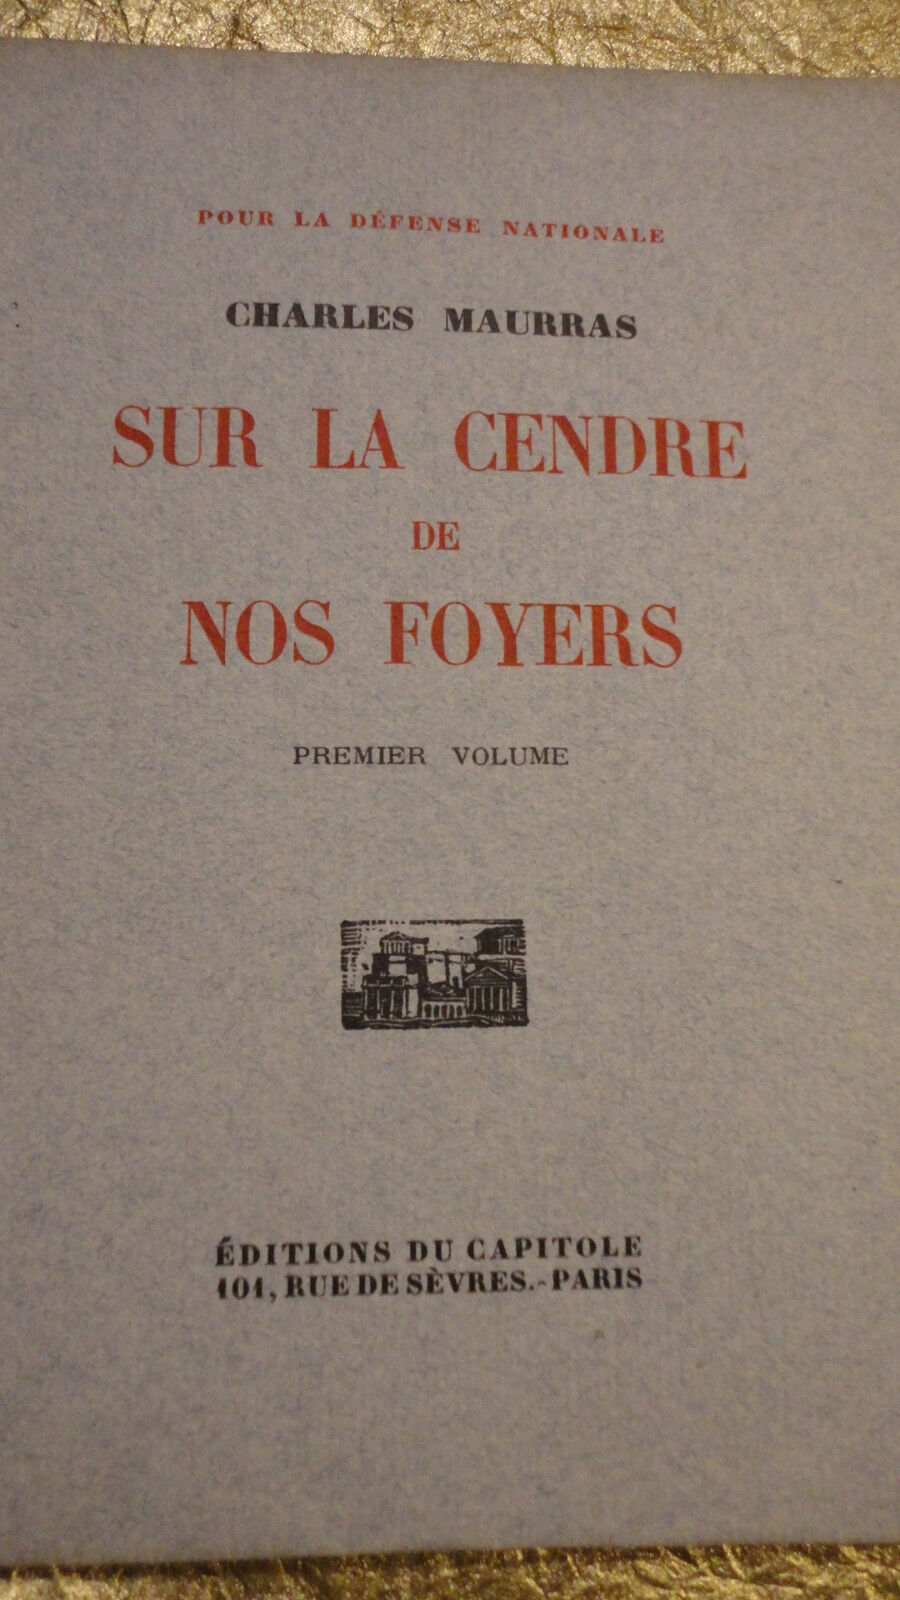 POUR LA DÉFENSE NATIONALE
CHARLES MAURRAS
SUR LA CENDRE
DE
NOS FOYERS
PREMIER VOLUME
ÉDITIONS DU CAPITOLE
101, RUE DE SÈVRES.-PARIS